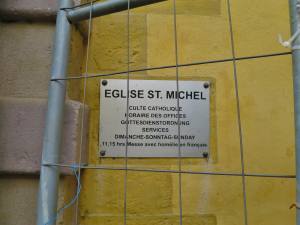 EGLISE ST. MICHEL
CULTE CATHOLIQUE
HORAIRE DES OFFICES
GOTTESDIENSTORDNUNG
SERVICES
DIMANCHE-SONNTAG-SUNDAY
11,15 hrs Messe avec homélie en français